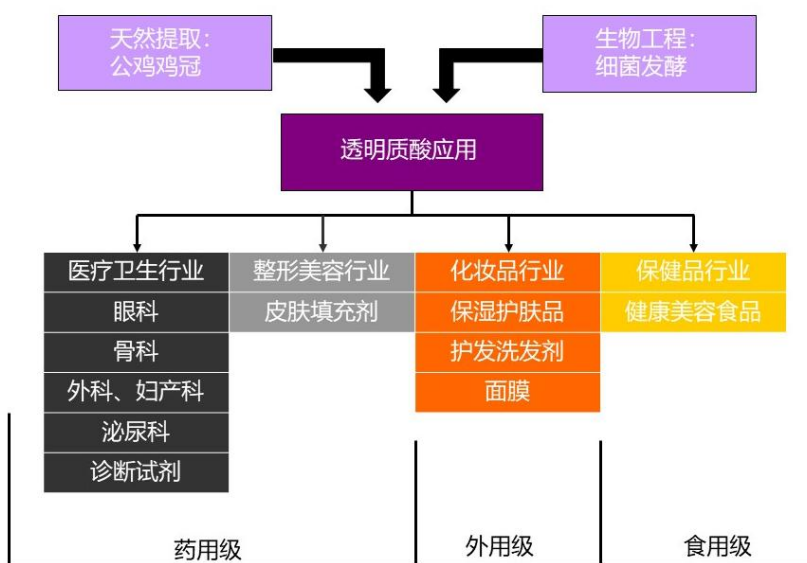 天然提取：
公鸡鸡冠
生物工程：
细菌发酵
透明质酸应用
医疗卫生行业
整形美容行业
化妆品行业
保健品行业
眼科
皮肤填充剂
保湿护肤品
健康美容食品
骨科
护发洗发剂
外科、妇产科
面膜
泌尿科
诊断试剂
药用级
外用级
食用级